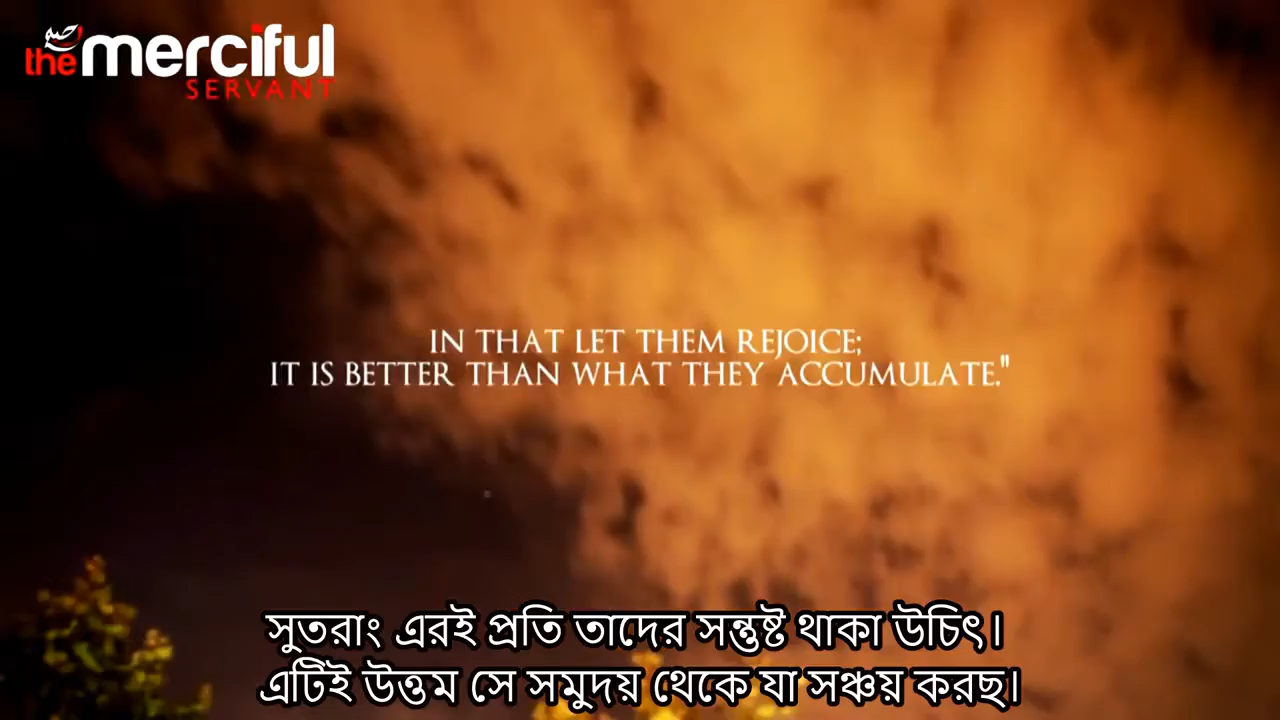 the merciful
SERVANT
IN THAT LET THEM REJOICE;
IT IS BETTER THAN WHAT THEY ACCUMULATE."
সুতরাং এরই প্রতি তাদের সন্তুষ্ট থাকা উচিৎ।
এটিই উত্তম সে সমুদয় থেকে যা সঞ্চয় করছ।